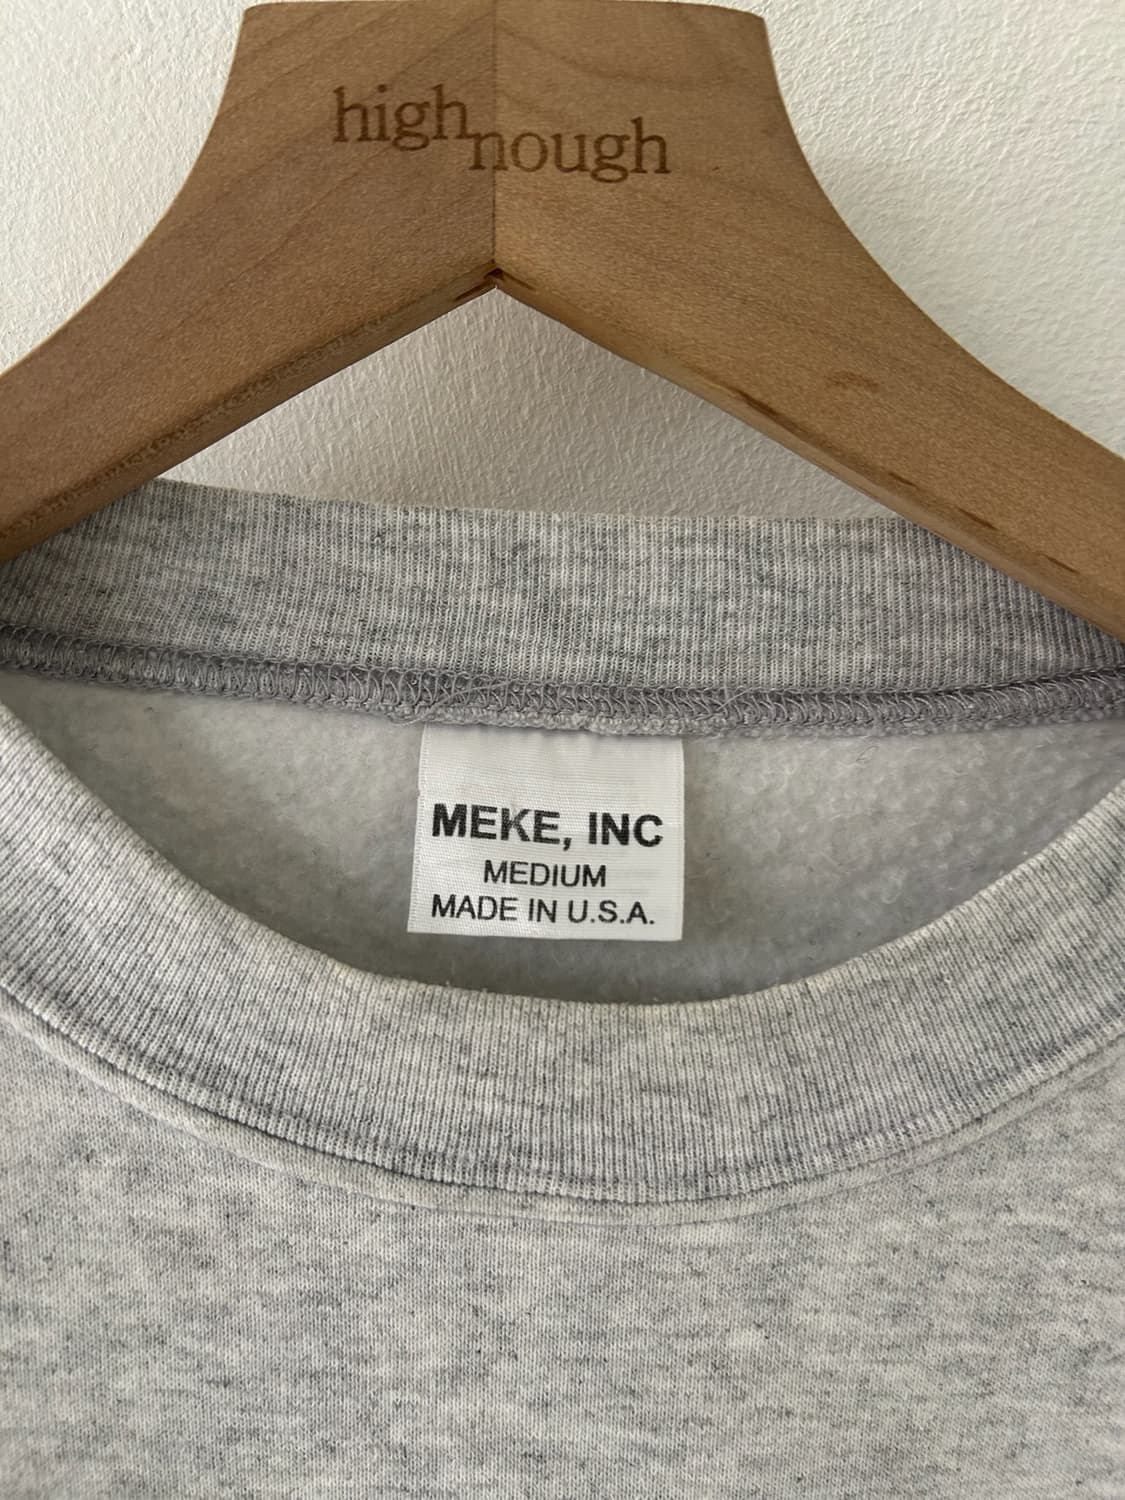 high
nough
MEKE, INC
MEDIUM
MADE IN U.S.A.